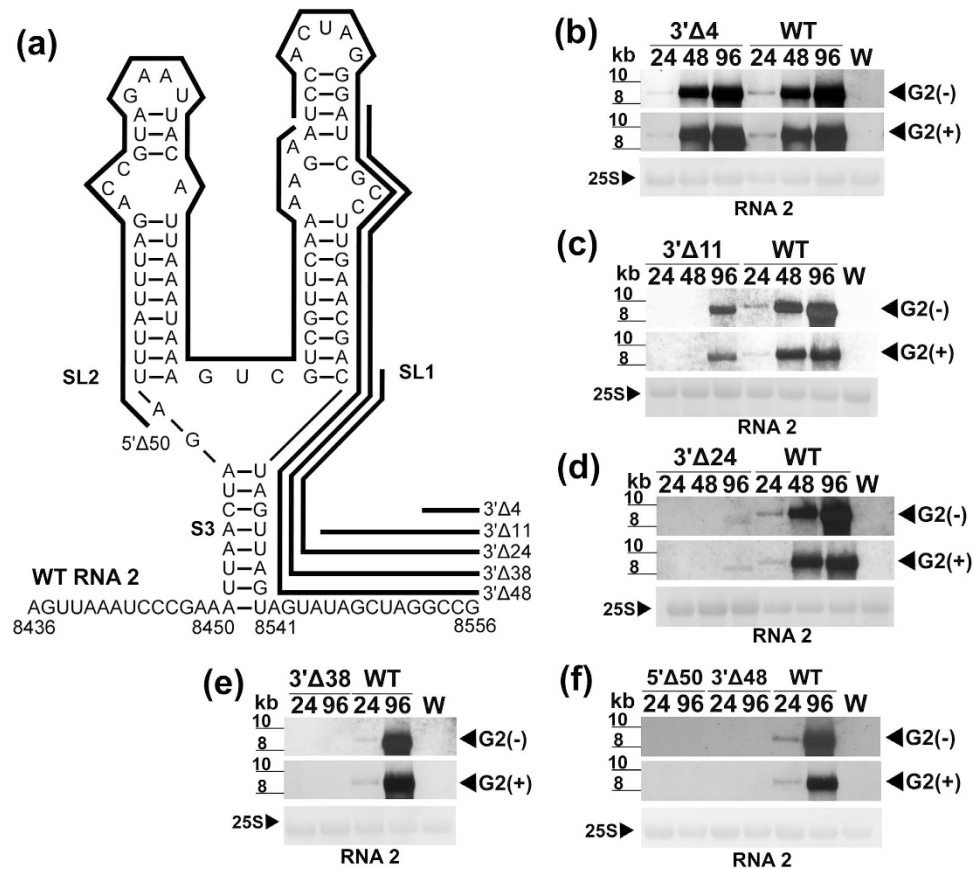 (a)
A A
G U
A U
U–A
G–C
C A
C
A
G–U
A–U
U–A
U–A
U–A
A–U
U–A
U–A
U–A
U
C A
A G
C–G
C–G
U–A
A–U
G–C
A G
A C
C
A–U
A–U
C–G
U–A
U–A
G–C
C–G
U–A
G–C
A G U C G
SL2
SL1
5'Δ50
A
G
A–U
U–A
C–G
A–U
A–U
U–A
U–G
S3
3'Δ4
3'Δ11
3'Δ24
3'Δ38
3'Δ48
WT RNA 2
AGUUAAAUCCCGAAA–UAGUAUAGCUAGGCCG
8436 8450 8541 8556
(b)
3'Δ4 WT
kb 24 48 96 24 48 96 W
10
8
G2(-)
10
8
G2(+)
25S
RNA 2
(c)
3'Δ11 WT
kb 24 48 96 24 48 96 W
10
8
G2(-)
10
8
G2(+)
25S
RNA 2
(d)
3'Δ24 WT
kb 24 48 96 24 48 96 W
10
8
G2(-)
10
8
G2(+)
25S
RNA 2
(e)
3'Δ38 WT
kb 24 96 24 96 W
10
8
G2(-)
10
8
G2(+)
25S
RNA 2
(f)
5'Δ50 3'Δ48 WT
kb 24 96 24 96 24 96 W
10
8
G2(-)
10
8
G2(+)
25S
RNA 2